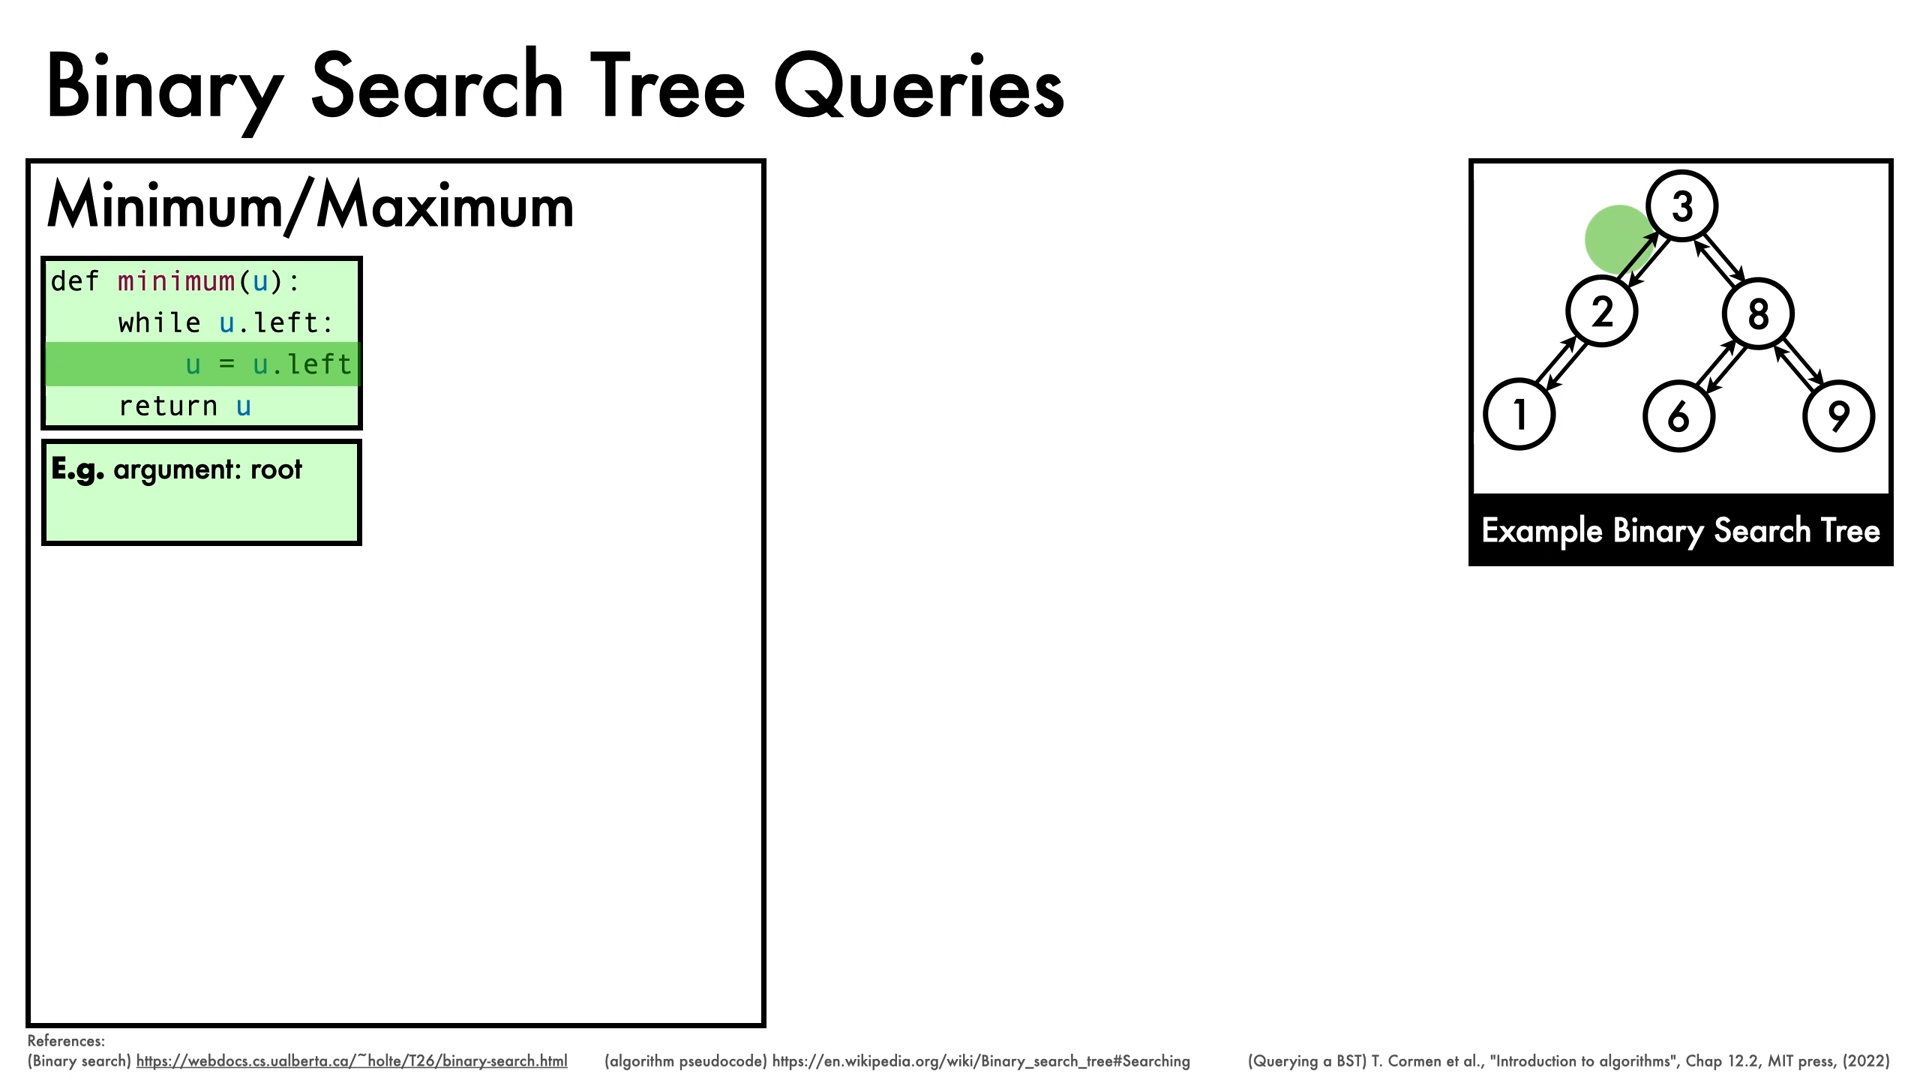 Binary Search Tree Queries
Minimum/Maximum
def minimum(u):
    while u.left:
        u = u.left
    return u
E.g. argument: root
3
2
8
1
6
9
Example Binary Search Tree
References:
(Binary search) https://webdocs.cs.ualberta.ca/~holte/T26/binary-search.html
(algorithm pseudocode) https://en.wikipedia.org/wiki/Binary_search_tree#Searching
(Querying a BST) T. Cormen et al., "Introduction to algorithms", Chap 12.2, MIT press, (2022)